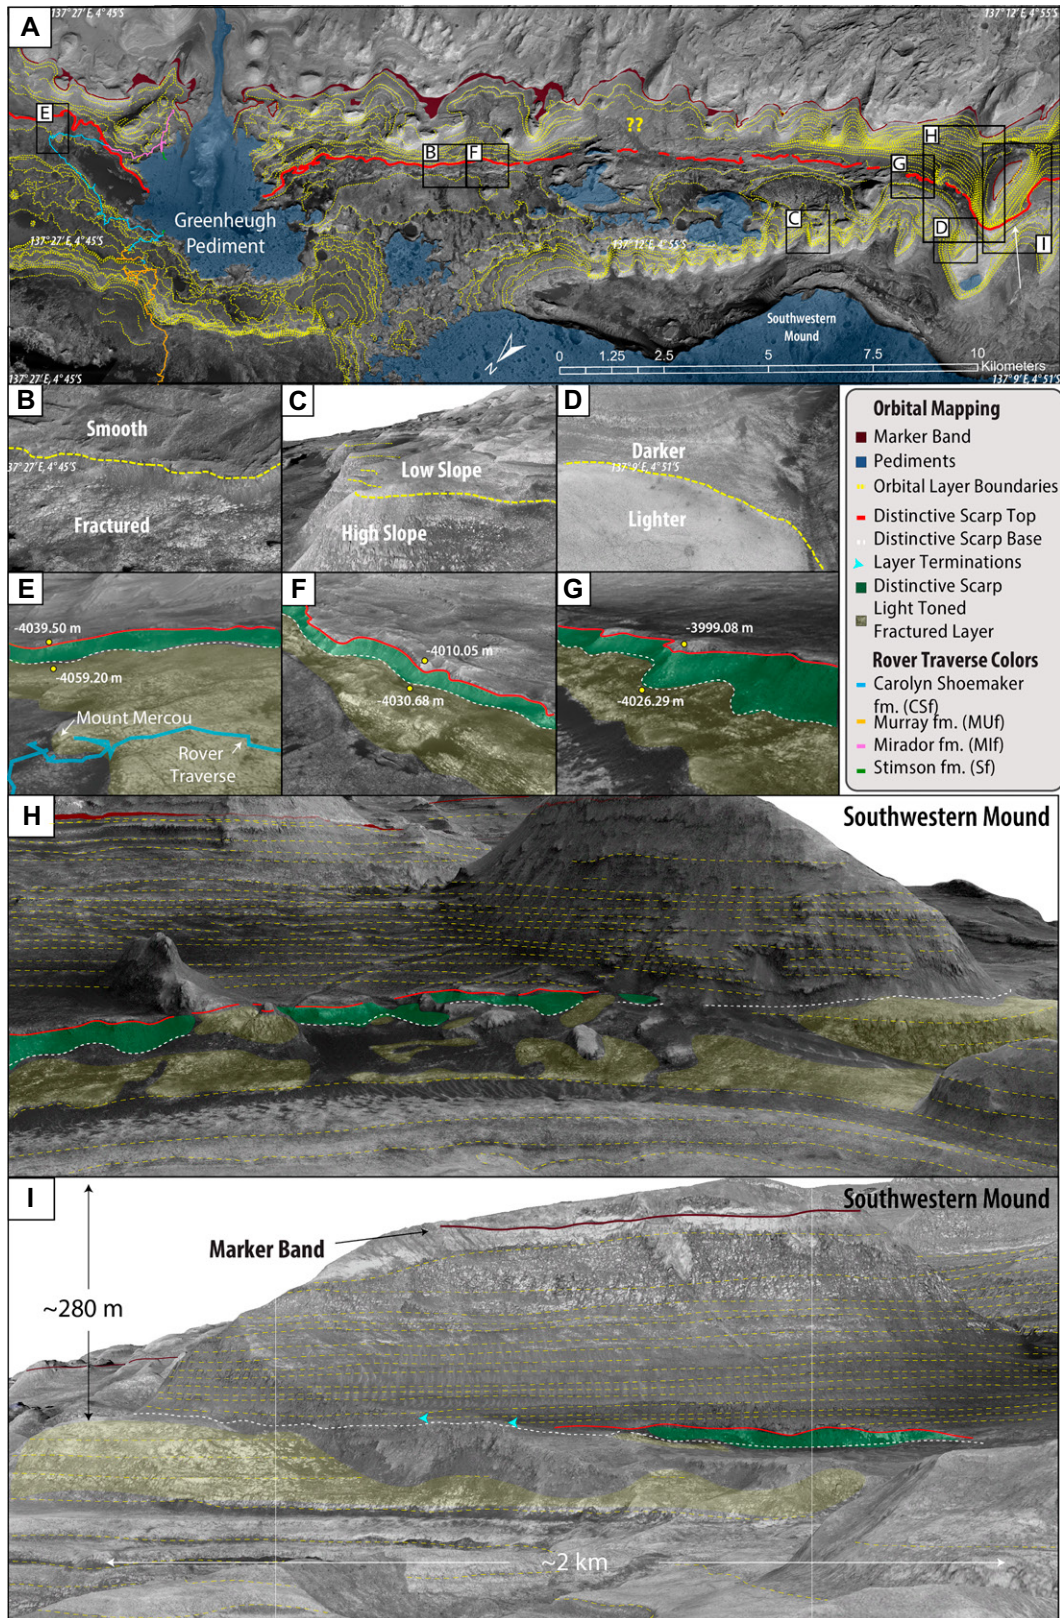 A
137°27' E, 4°55'S
137°12' E, 4°55'S
E
??
B
F
H
G
C
D
I
Greenheugh
Pediment
137°27' E, 4°45'S
137°12' E, 4°55'S
Southwestern
Mound
N
0 1.25 2.5 5 7.5 10
Kilometers
137°27' E, 4°45'S
137°9' E, 4°51'S
B
Smooth
37°27' E, 4°45'S
Fractured
C
Low Slope
High Slope
D
Darker
137°9' E, 4°51'S
Lighter
E
-4039.50 m
-4059.20 m
Mount Mercou
Rover
Traverse
F
-4010.05 m
-4030.68 m
G
-3999.08 m
-4026.29 m
Orbital Mapping
Marker Band
Pediments
Orbital Layer Boundaries
Distinctive Scarp Top
Distinctive Scarp Base
Layer Terminations
Distinctive Scarp
Light Toned
Fractured Layer
Rover Traverse Colors
Carolyn Shoemaker
fm. (CSf)
Murray fm. (MUf)
Mirador fm. (MIf)
Stimson fm. (Sf)
H
Southwestern Mound
I
Southwestern Mound
Marker Band
~280 m
~2 km